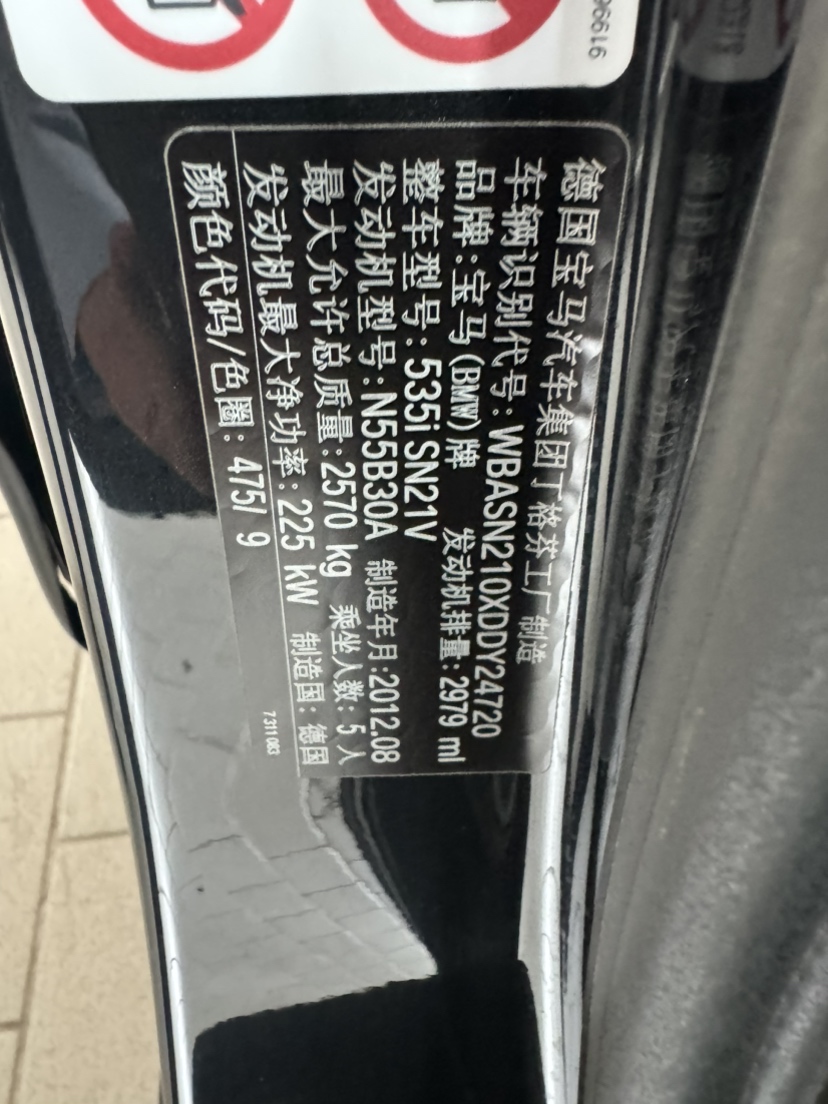 96616
德国宝马汽车集团丁格芬工厂制造
车辆识别代号: WBASN210XDDY24720
品牌: 宝马(BMW)牌 发动机排量: 2979 ml
整车型号: 535i SN21V
发动机型号: N55B30A 制造年月: 2012.08
最大允许总质量: 2570 kg 乘坐人数: 5 人
发动机最大净功率: 225 kW 制造国: 德国
颜色代码/色圈: 475/ 9
7 311 083